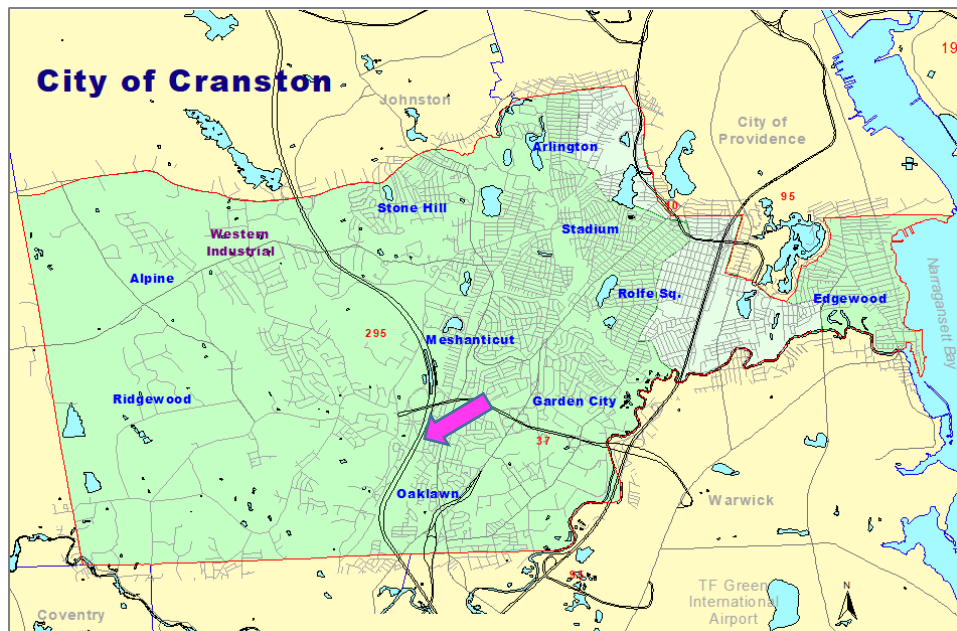 City of Cranston
Johnston
City of
Providence
19
Arlington
95
10
Stone Hill
Stadium
Western
Industrial
Alpine
Rolfe Sq.
Edgewood
Narragansett Bay
295
Meshanticut
Ridgewood
Garden City
37
Oaklawn
Warwick
TF Green
International
Airport
N
Coventry